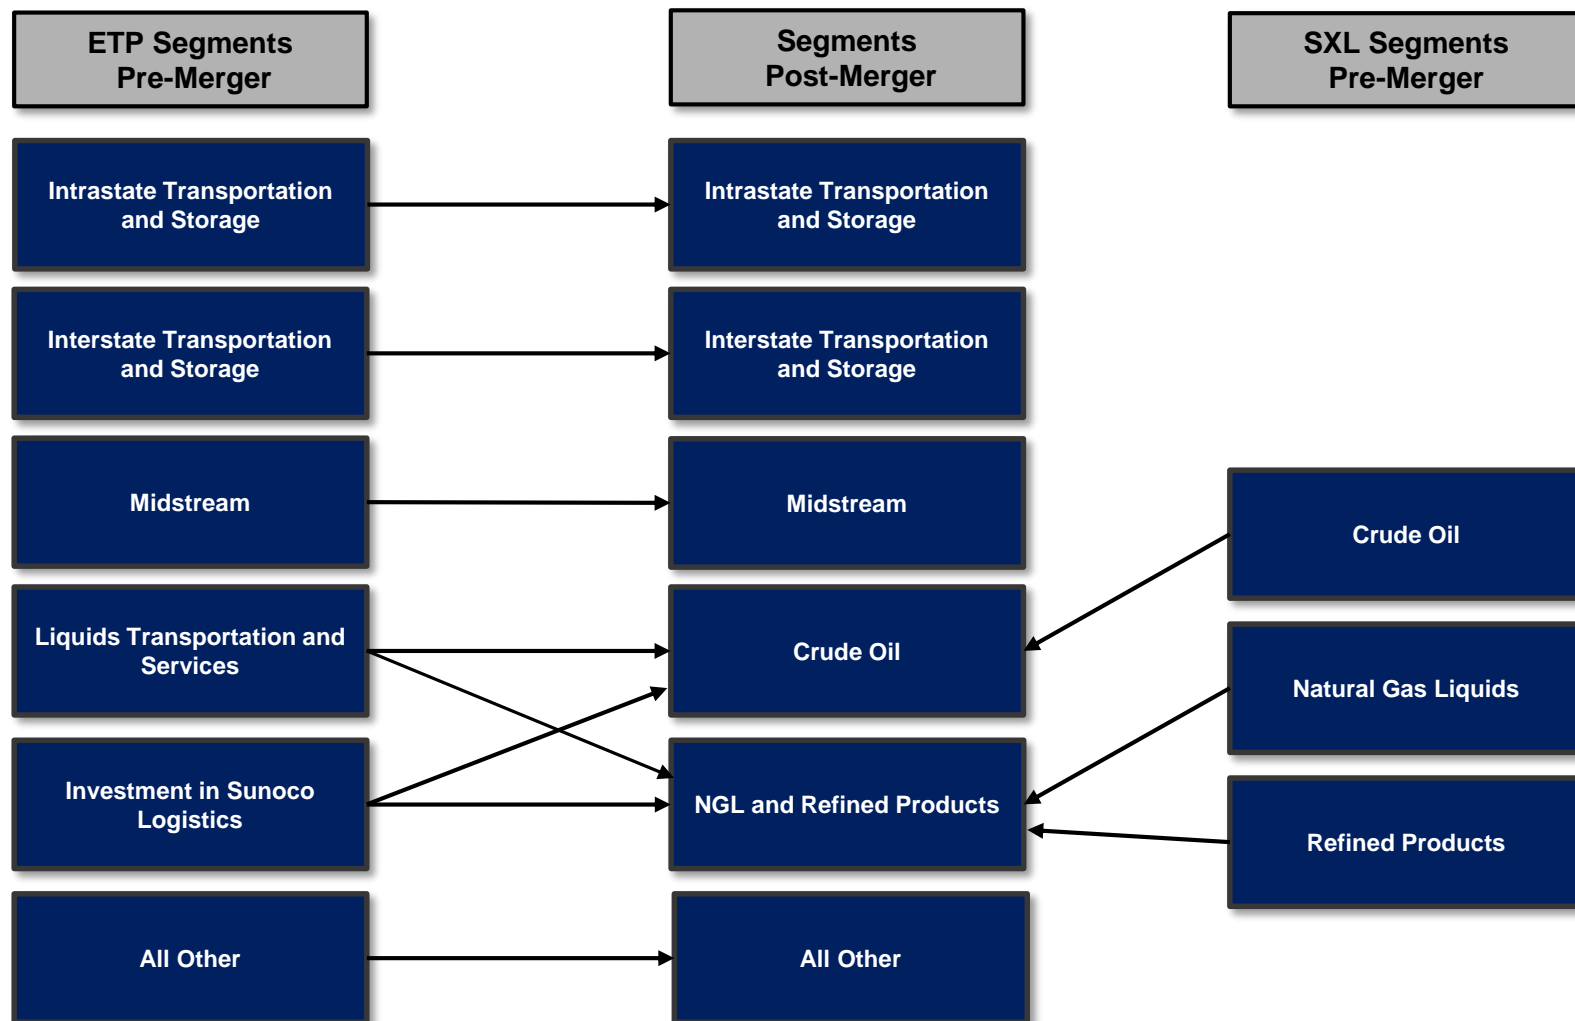 ETP Segments
Pre-Merger
Segments
Post-Merger
SXL Segments
Pre-Merger
Intrastate Transportation
and Storage
Intrastate Transportation
and Storage
Interstate Transportation
and Storage
Interstate Transportation
and Storage
Midstream
Midstream
Crude Oil
Liquids Transportation and
Services
Crude Oil
Natural Gas Liquids
Investment in Sunoco
Logistics
NGL and Refined Products
Refined Products
All Other
All Other